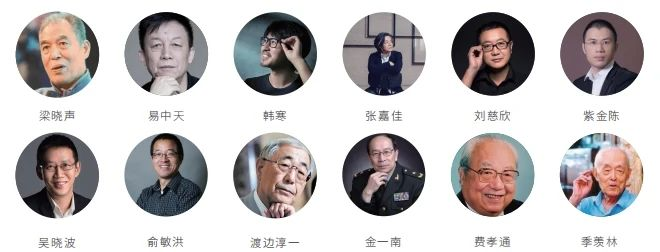 梁晓声 易中天 韩寒 张嘉佳 刘慈欣 紫金陈
吴晓波 俞敏洪 渡边淳一 金一南 费孝通 季羡林